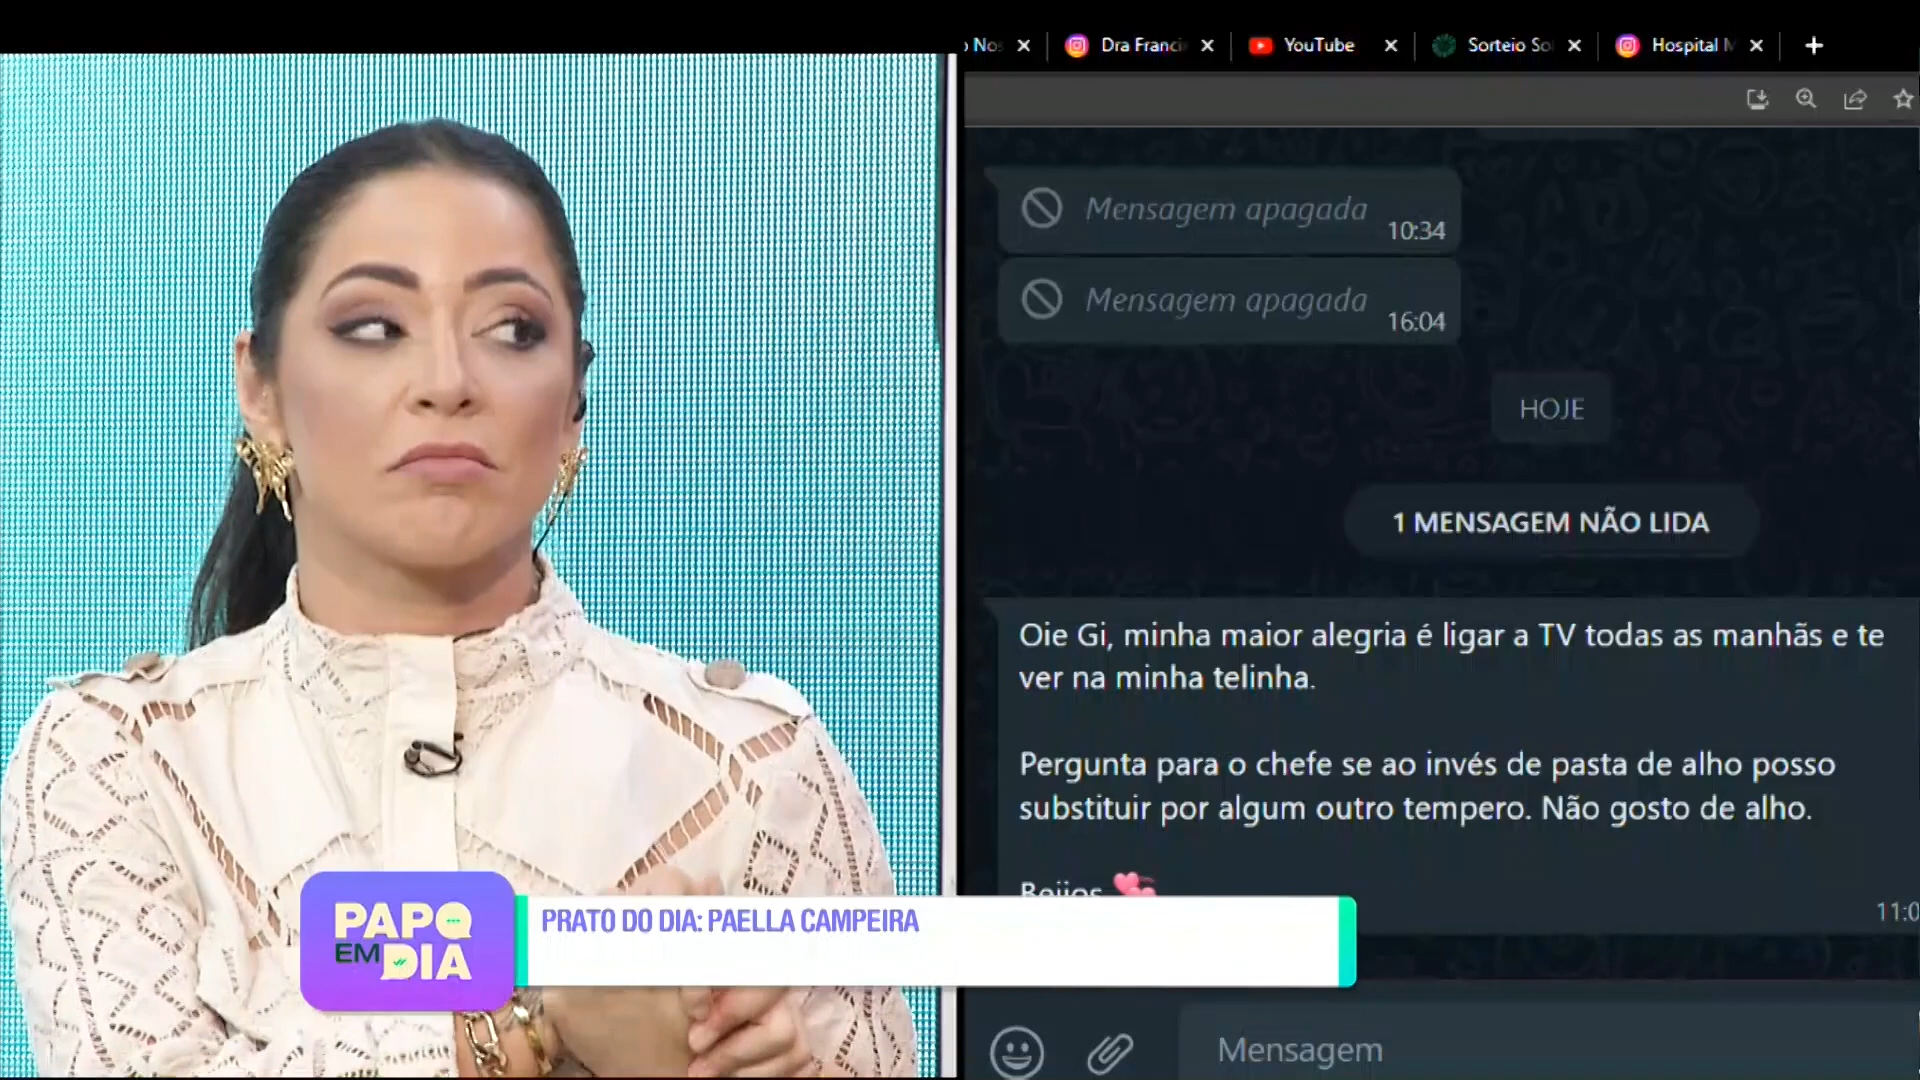 Dra Franci
YouTube
Sorteio So
Hospital M
Mensagem apagada
10:34
Mensagem apagada
16:04
HOJE
1 MENSAGEM NÃO LIDA
Oie Gi, minha maior alegria é ligar a TV todas as manhãs e te
ver na minha telinha.
Pergunta para o chefe se ao invés de pasta de alho posso
substituir por algum outro tempero. Não gosto de alho.
Beijos
11:0
PAPO
EM DIA
PRATO DO DIA: PAELLA CAMPEIRA
Mensagem